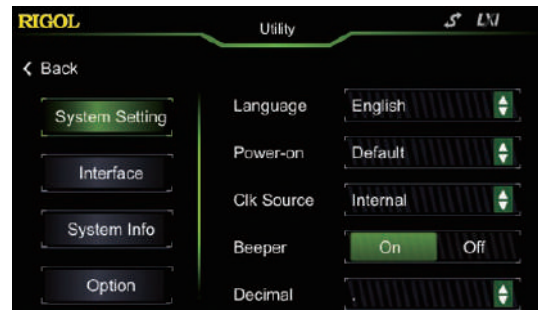 RIGOL
Utility
LXI
Back
System Setting
Interface
System Info
Option
Language English
Power-on Default
Clk Source Internal
Beeper On Off
Decimal .